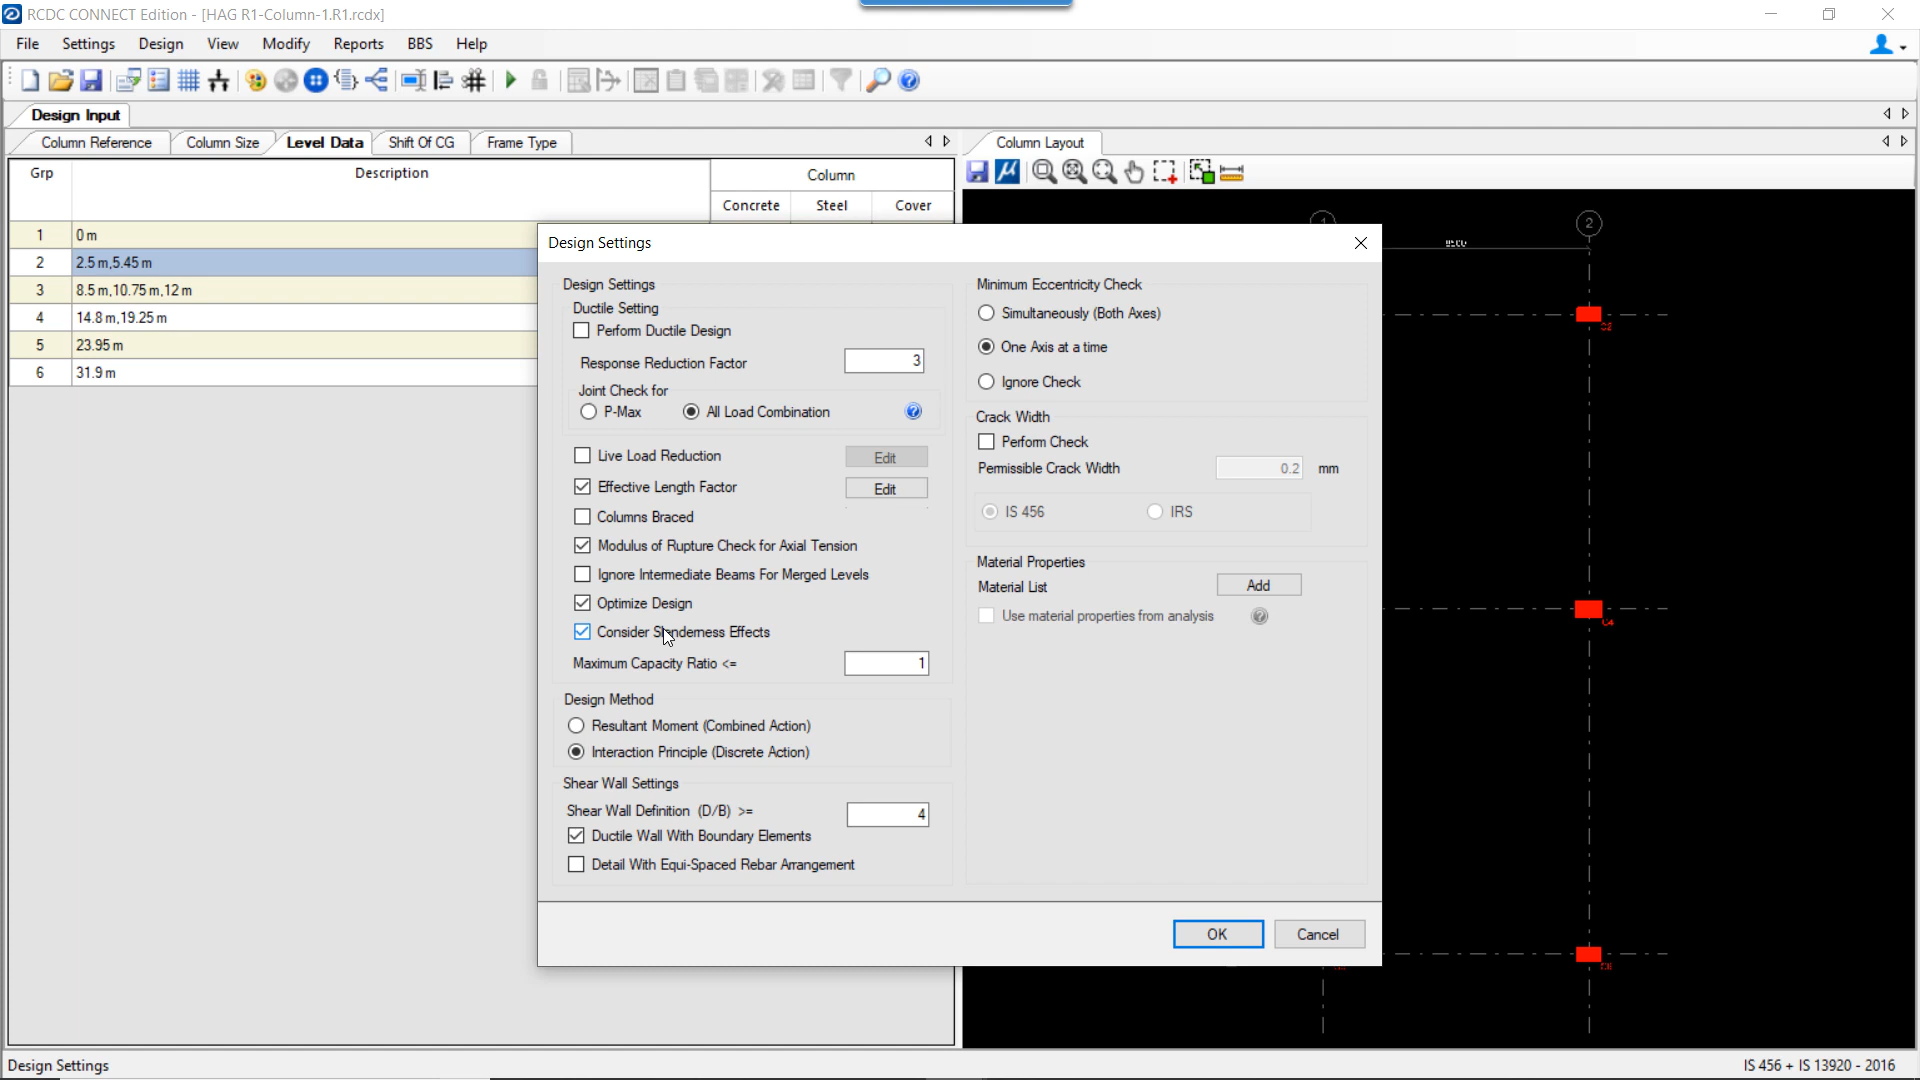 RCDC CONNECT Edition - [HAG R1-Column-1.R1.rcdx]
File Settings Design View Modify Reports BBS Help
Design Input
Column Reference Column Size Level Data Shift Of CG Frame Type
Column Layout
Grp Description Column
Concrete Steel Cover
1 0 m
2 2.5 m,5.45 m
3 8.5 m,10.75 m,12 m
4 14.8 m,19.25 m
5 23.95 m
6 31.9 m
Design Settings
Design Settings
Ductile Setting
Perform Ductile Design
Response Reduction Factor 3
Joint Check for
P-Max All Load Combination
Live Load Reduction Edit
Effective Length Factor Edit
Columns Braced
Modulus of Rupture Check for Axial Tension
Ignore Intermediate Beams For Merged Levels
Optimize Design
Consider Slenderness Effects
Maximum Capacity Ratio <= 1
Design Method
Resultant Moment (Combined Action)
Interaction Principle (Discrete Action)
Shear Wall Settings
Shear Wall Definition (D/B) >= 4
Ductile Wall With Boundary Elements
Detail With Equi-Spaced Rebar Arrangement
Minimum Eccentricity Check
Simultaneously (Both Axes)
One Axis at a time
Ignore Check
Crack Width
Perform Check
Permissible Crack Width 0.2 mm
IS 456 IRS
Material Properties
Material List Add
Use material properties from analysis
OK Cancel
1 2
C2
C4
Design Settings
IS 456 + IS 13920 - 2016